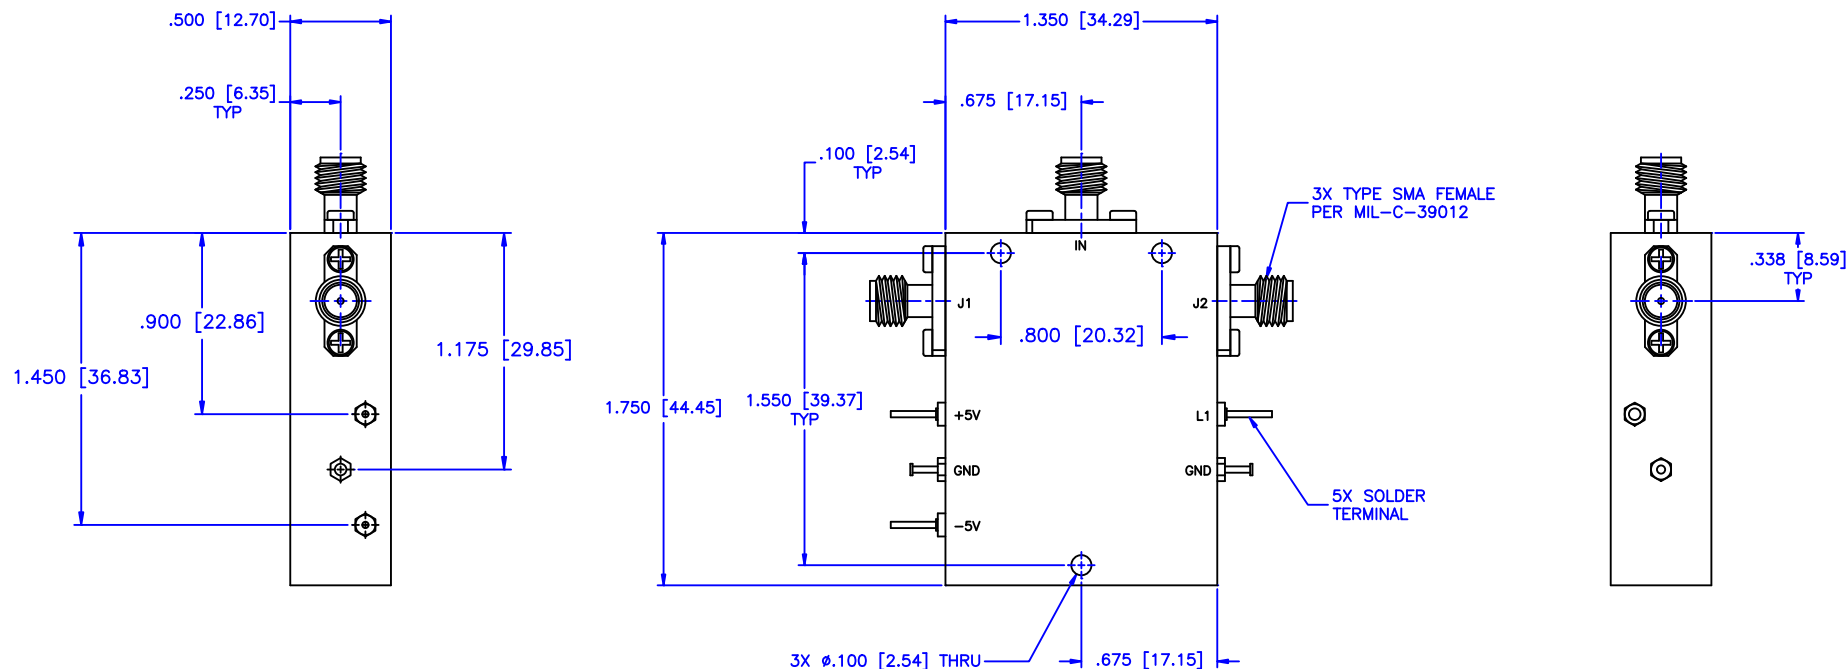 .500 [12.70]
.250 [6.35]
TYP
.900 [22.86]
1.175 [29.85]
1.450 [36.83]
1.350 [34.29]
.675 [17.15]
.100 [2.54]
TYP
3X TYPE SMA FEMALE
PER MIL-C-39012
IN
J1
J2
.800 [20.32]
1.750 [44.45]
1.550 [39.37]
TYP
+5V
L1
GND
GND
-5V
5X SOLDER
TERMINAL
3X ø.100 [2.54] THRU
.675 [17.15]
.338 [8.59]
TYP